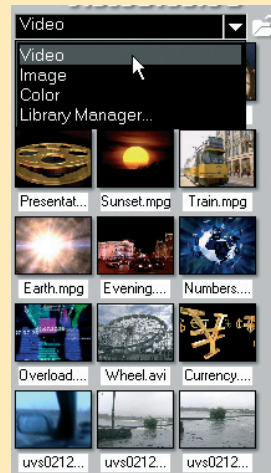 Video
Video
Image
Color
Library Manager...
Presentat... Sunset.mpg Train.mpg
Earth.mpg Evening.... Numbers....
Overload.... Wheel.avi Currency....
uvs0212... uvs0212... uvs0212...